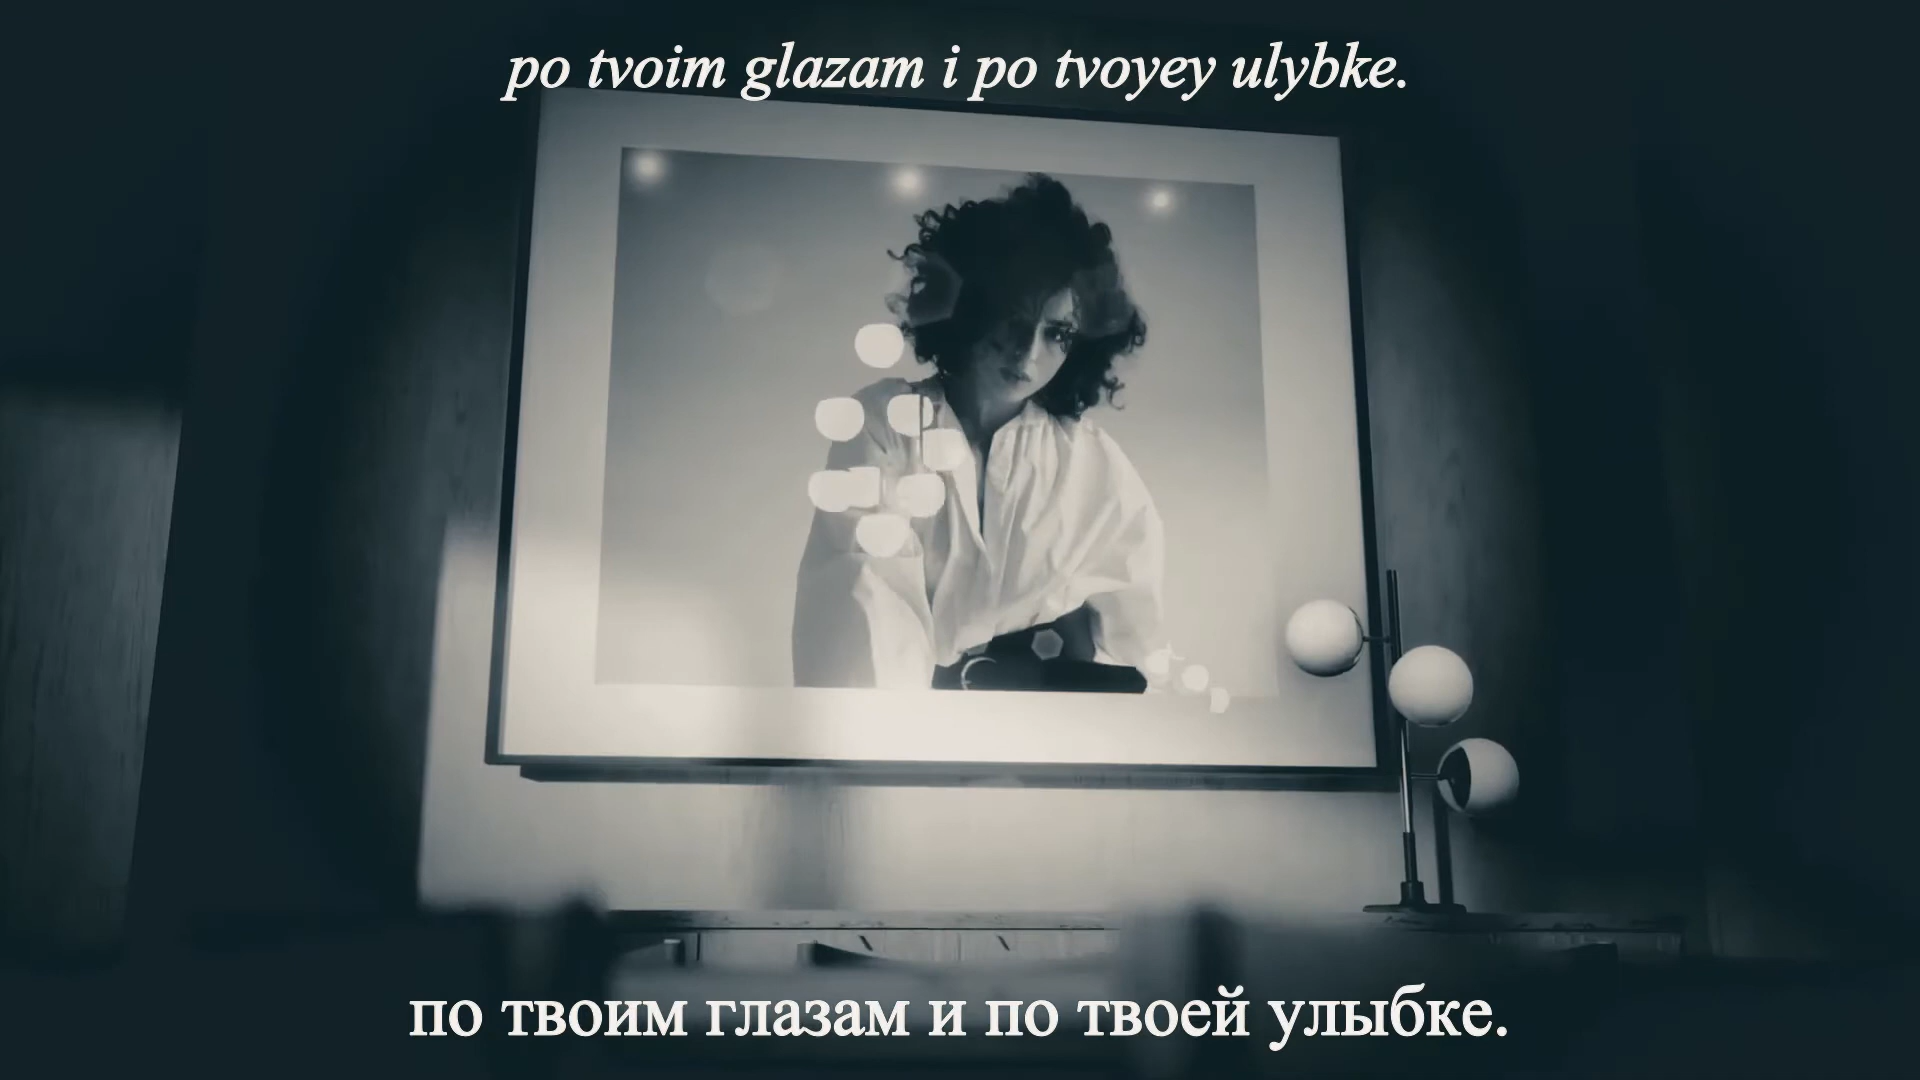 po tvoim glazam i po tvoyey ulybke.
по твоим глазам и по твоей улыбке.